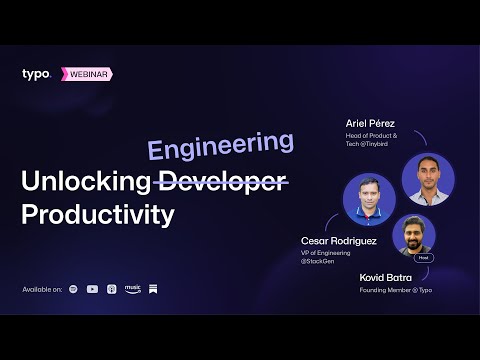 typo.
WEBINAR
Engineering
Unlocking Developer
Productivity
Ariel Pérez
Head of Product &
Tech @Tinybird
Cesar Rodriguez
VP of Engineering
@StackGen
Host
Kovid Batra
Founding Member @ Typo
Available on:
music